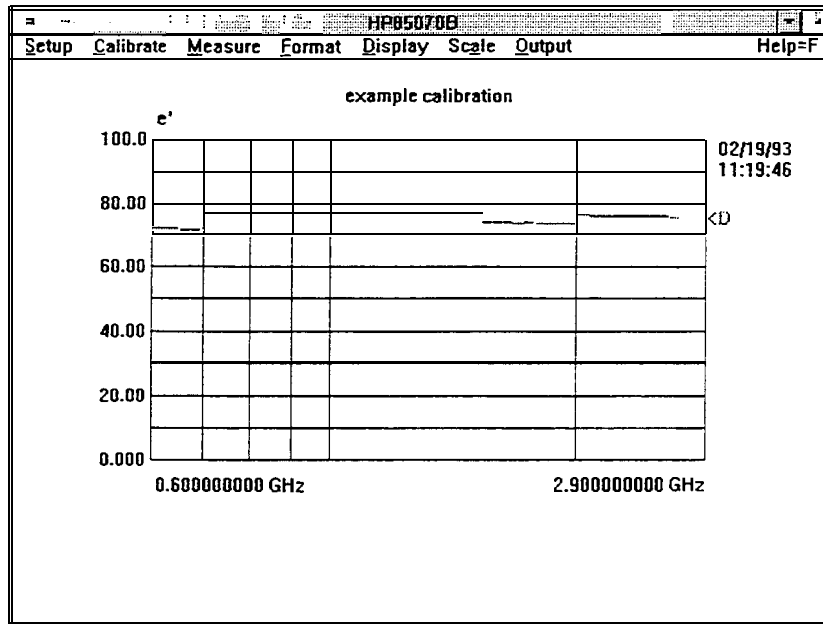 HP85070B
Setup Calibrate Measure Format Display Scale Output Help=F
example calibration
e'
100.0
02/19/93
11:19:46
80.00
<D
60.00
40.00
20.00
0.000
0.600000000 GHz 2.900000000 GHz